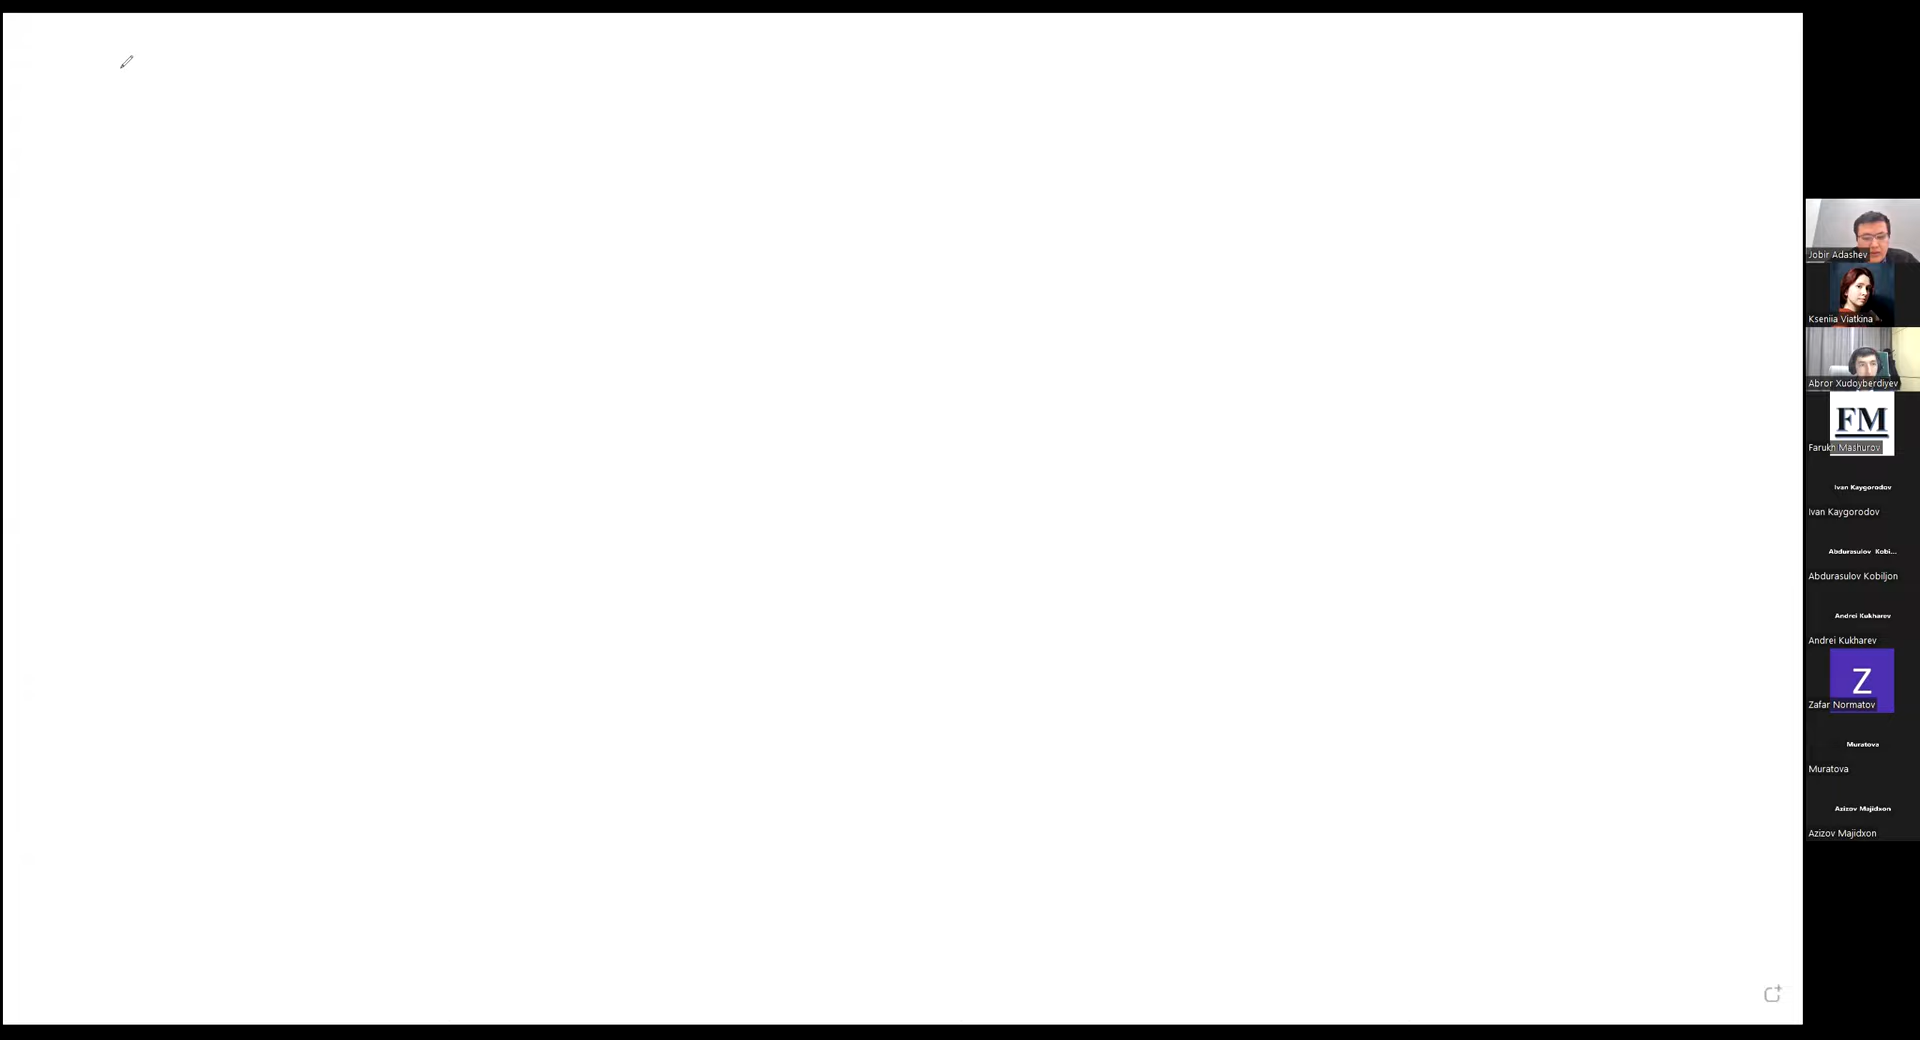 Jobir Adashev
Kseniia Viatkina
Abror Xudoyberdiyev
FM
Farukh Mashurov
Ivan Kaygorodov
Ivan Kaygorodov
Abdurasulov Kobi...
Abdurasulov Kobiljon
Andrei Kukharev
Andrei Kukharev
Z
Zafar Normatov
Muratova
Muratova
Azizov Majidxon
Azizov Majidxon